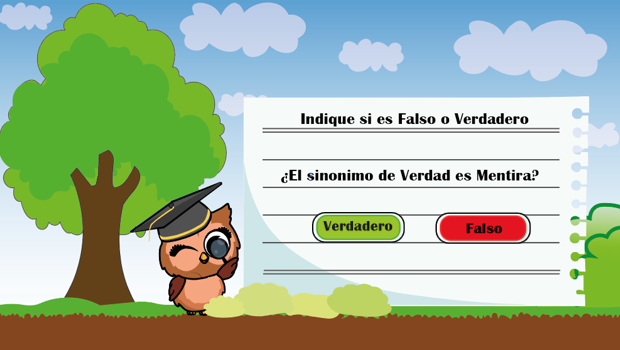 Indique si es Falso o Verdadero
¿El sinonimo de Verdad es Mentira?
Verdadero Falso